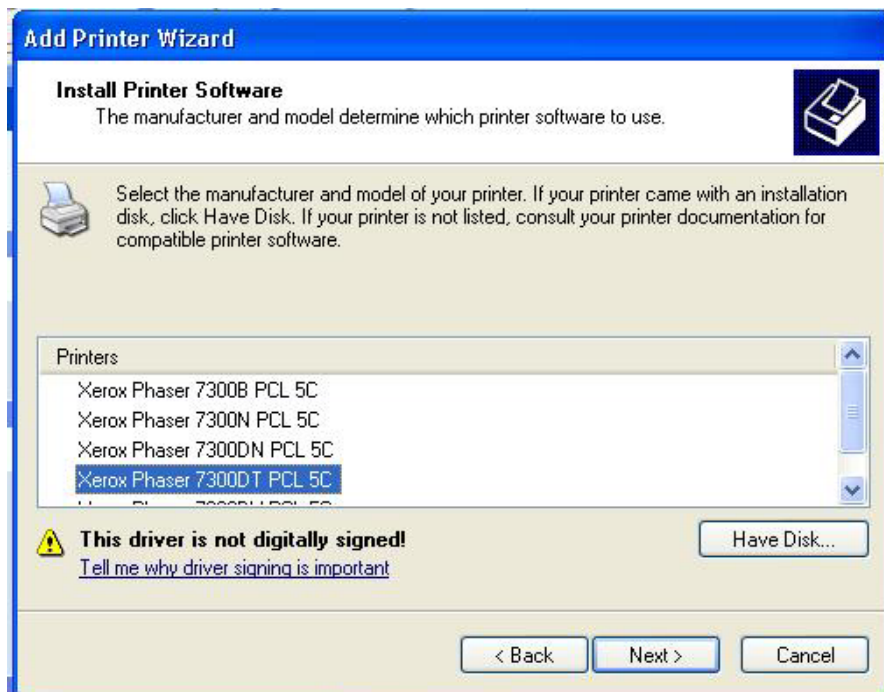 Add Printer Wizard
Install Printer Software
The manufacturer and model determine which printer software to use.
Select the manufacturer and model of your printer. If your printer came with an installation
disk, click Have Disk. If your printer is not listed, consult your printer documentation for
compatible printer software.
Printers
Xerox Phaser 7300B PCL 5C
Xerox Phaser 7300N PCL 5C
Xerox Phaser 7300DN PCL 5C
Xerox Phaser 7300DT PCL 5C
This driver is not digitally signed!
Have Disk...
Tell me why driver signing is important
< Back
Next >
Cancel